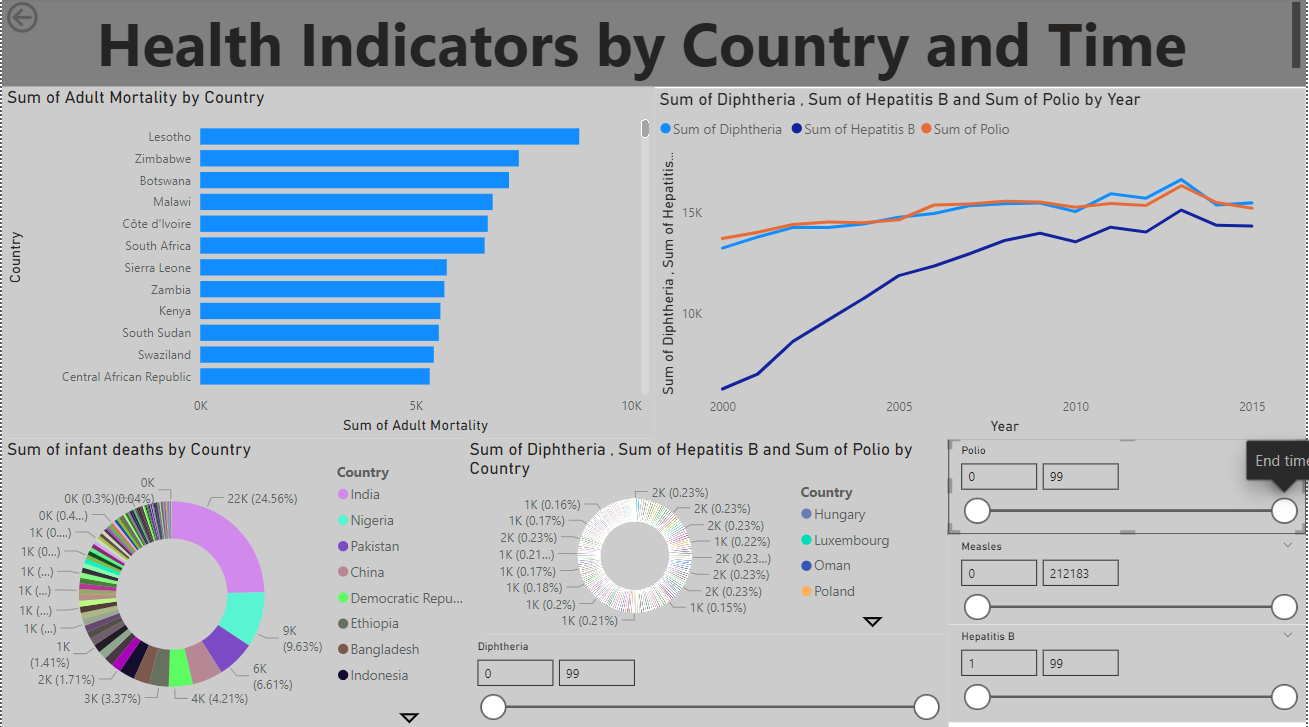 Health Indicators by Country and Time
Sum of Adult Mortality by Country
Country
Lesotho
Zimbabwe
Botswana
Malawi
Côte d'Ivoire
South Africa
Sierra Leone
Zambia
Kenya
South Sudan
Swaziland
Central African Republic
0K 5K 10K
Sum of Adult Mortality
Sum of Diphtheria , Sum of Hepatitis B and Sum of Polio by Year
Sum of Diphtheria Sum of Hepatitis B Sum of Polio
Sum of Diphtheria , Sum of Hepatitis...
15K
10K
2000 2005 2010 2015
Year
Sum of infant deaths by Country
0K
0K (0.3%)
(0.04%)
22K (24.56%)
0K (0.4...)
1K (0....)
1K (0...)
1K (...)
1K (...)
1K (...)
1K (...)
1K
(1.41%)
2K (1.71%)
3K (3.37%)
4K (4.21%)
6K
(6.61%)
9K
(9.63%)
Country
India
Nigeria
Pakistan
China
Democratic Repu...
Ethiopia
Bangladesh
Indonesia
Sum of Diphtheria , Sum of Hepatitis B and Sum of Polio by
Country
1K (0.16%)
1K (0.17%)
2K (0.23%)
1K (0.21...)
1K (0.17%)
1K (0.18%)
1K (0.2%)
1K (0.21%)
2K (0.23%)
2K (0.23%)
2K (0.23%)
1K (0.22%)
2K (0.23...)
2K (0.23%)
2K (0.23%)
1K (0.15%)
Country
Hungary
Luxembourg
Oman
Poland
Diphtheria
0 99
Polio
0 99
End time
Measles
0 212183
Hepatitis B
1 99